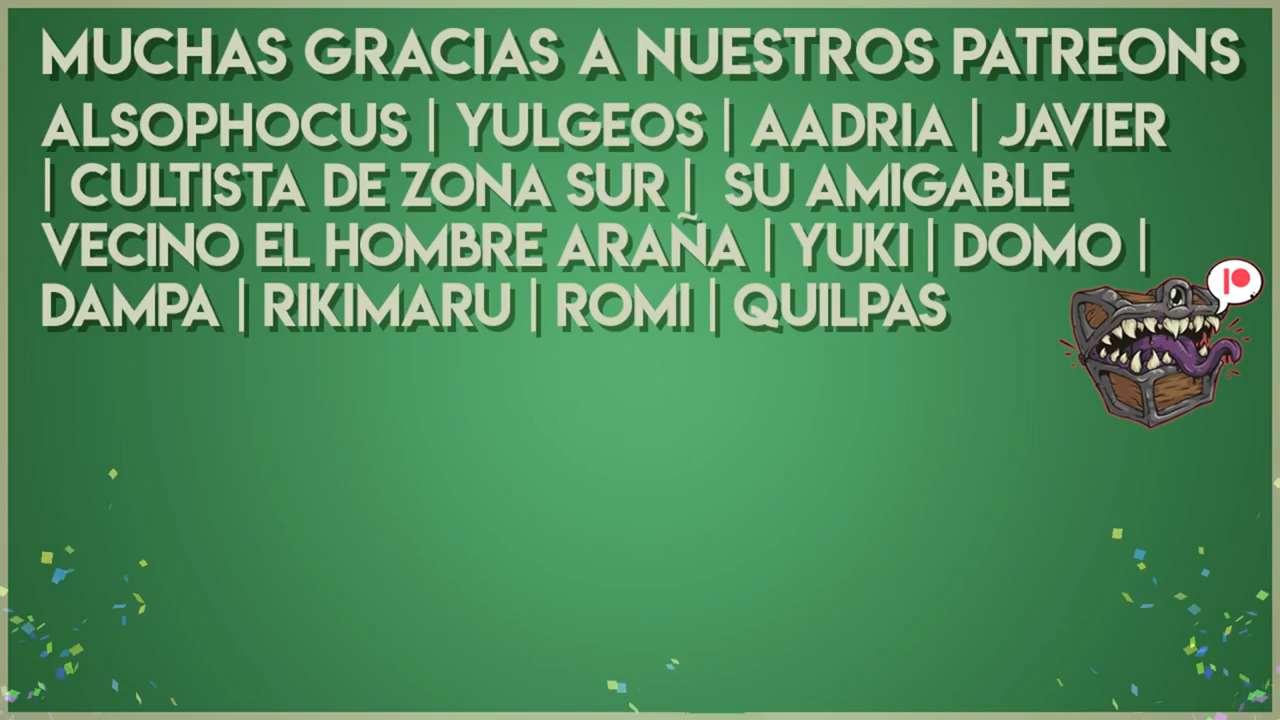 MUCHAS GRACIAS A NUESTROS PATREONS
ALSOPHOCUS | YULGEOS | AADRIA | JAVIER
| CULTISTA DE ZONA SUR | SU AMIGABLE
VECINO EL HOMBRE ARAÑA | YUKI | DOMO |
DAMPA | RIKIMARU | ROMI | QUILPAS